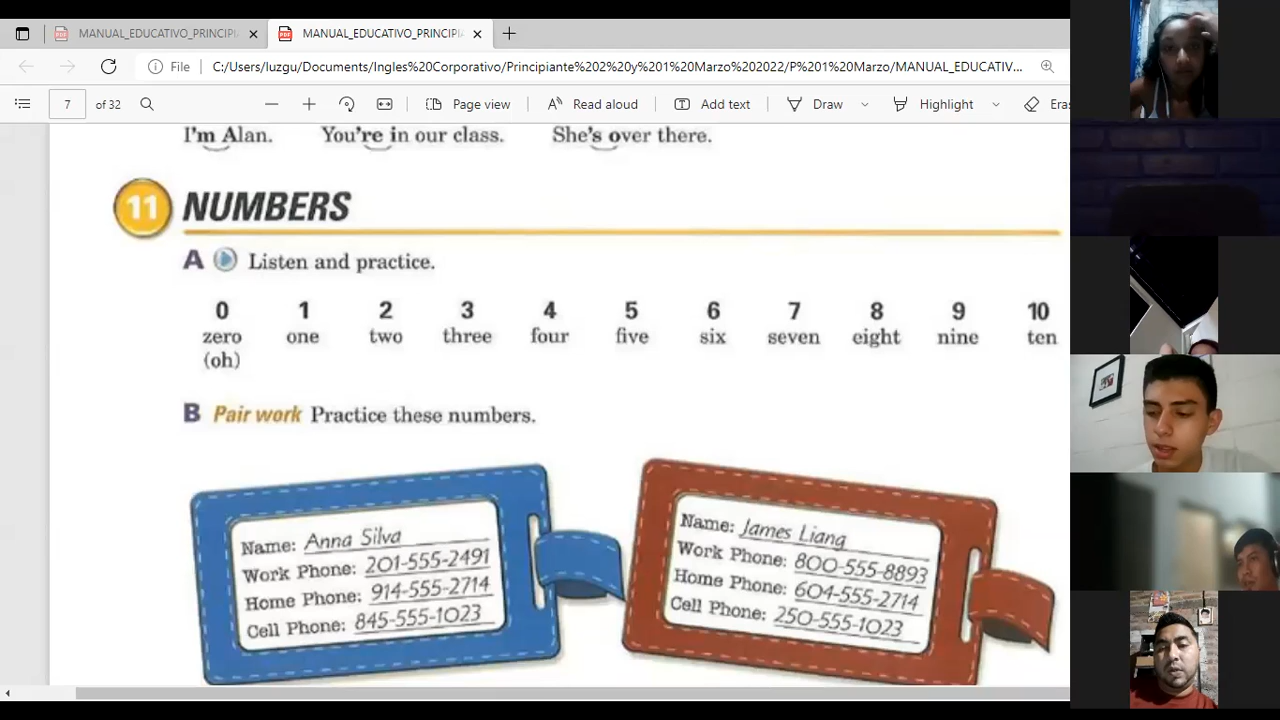 MANUAL_EDUCATIVO_PRINCIPI
MANUAL_EDUCATIVO_PRINCIPI
File
C:/Users/luzgu/Documents/Ingles%20Corporativo/Principiante%202%20y%201%20Marzo%202022/P%201%20Marzo/MANUAL_EDUCATIV...
7 of 32
Page view
Read aloud
Add text
Draw
Highlight
Eras
I'm Alan. You're in our class. She's over there.
11 NUMBERS
A Listen and practice.
0 1 2 3 4 5 6 7 8 9 10
zero one two three four five six seven eight nine ten
(oh)
B Pair work Practice these numbers.
Name: Anna Silva
Work Phone: 201-555-2491
Home Phone: 914-555-2714
Cell Phone: 845-555-1023
Name: James Liang
Work Phone: 800-555-8893
Home Phone: 604-555-2714
Cell Phone: 250-555-1023